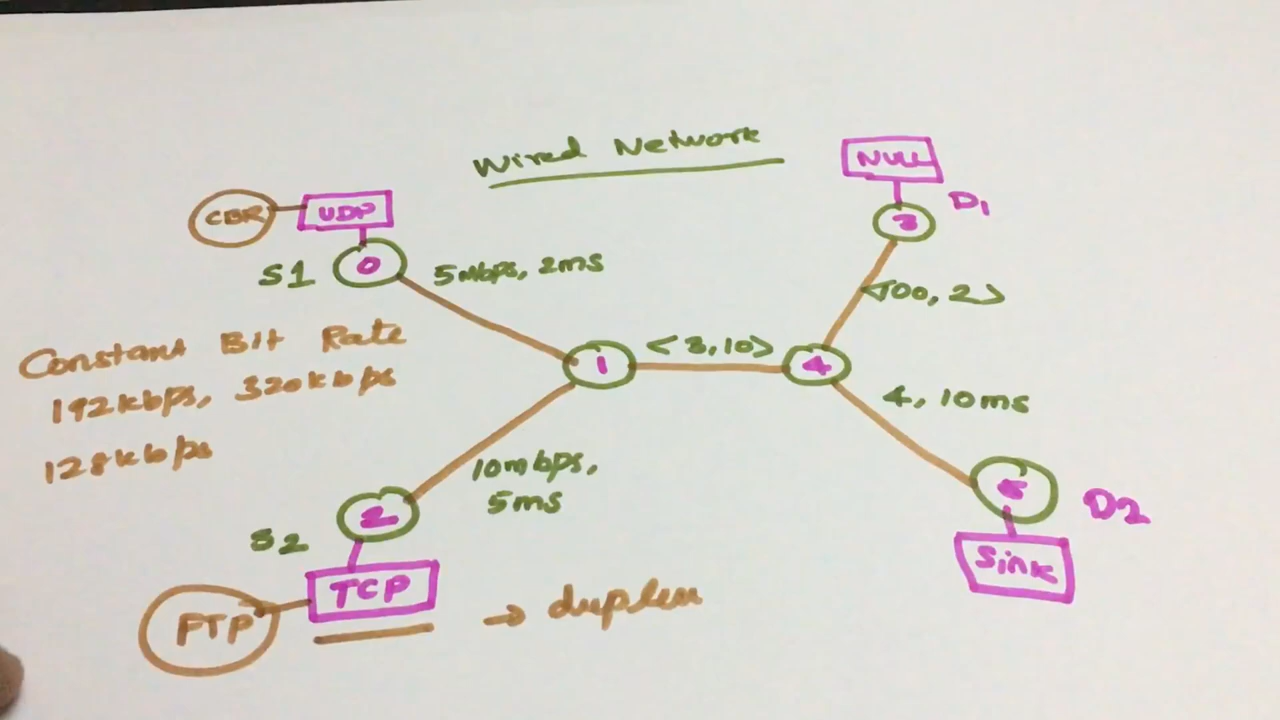 Wired Network
NULL
D1
3
CBR
UDP
0
S1
5Mbps, 2ms
<100, 2>
Constant Bit Rate
192kbps, 320kbps
128kbps
1
<3,10>
4
4, 10ms
10mbps,
5ms
2
S2
5
D2
Sink
TCP
FTP
→ duplex